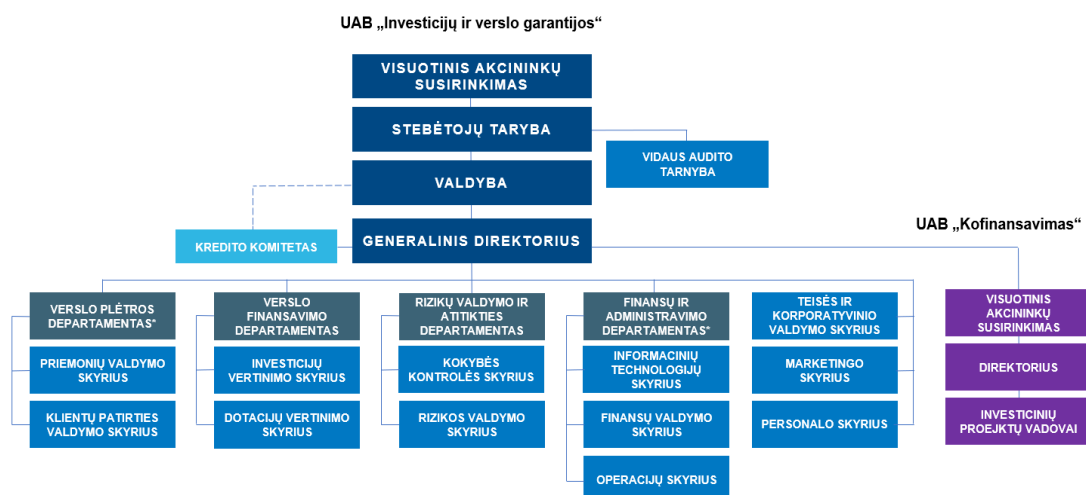 UAB „Investicijų ir verslo garantijos“
VISUOTINIS AKCININKŲ
SUSIRINKIMAS
STEBĖTOJŲ TARYBA
VIDAUS AUDITO
TARNYBA
VALDYBA
KREDITO KOMITETAS
GENERALINIS DIREKTORIUS
UAB „Kofinansavimas“
VERSLO PLĖTROS
DEPARTAMENTAS*
PRIEMONIŲ VALDYMO
SKYRIUS
KLIENTŲ PATIRTIES
VALDYMO SKYRIUS
VERSLO
FINANSAVIMO
DEPARTAMENTAS
INVESTICIJŲ
VERTINIMO SKYRIUS
DOTACIJŲ VERTINIMO
SKYRIUS
RIZIKŲ VALDYMO IR
ATITIKTIES
DEPARTAMENTAS
KOKYBĖS
KONTROLĖS SKYRIUS
RIZIKOS VALDYMO
SKYRIUS
FINANSŲ IR
ADMINISTRAVIMO
DEPARTAMENTAS*
INFORMACINIŲ
TECHNOLOGIJŲ
SKYRIUS
FINANSŲ VALDYMO
SKYRIUS
OPERACIJŲ SKYRIUS
TEISĖS IR
KORPORATYVINIO
VALDYMO SKYRIUS
MARKETINGO
SKYRIUS
PERSONALO SKYRIUS
VISUOTINIS
AKCININKŲ
SUSIRINKIMAS
DIREKTORIUS
INVESTICINIŲ
PROEJKTŲ VADOVAI